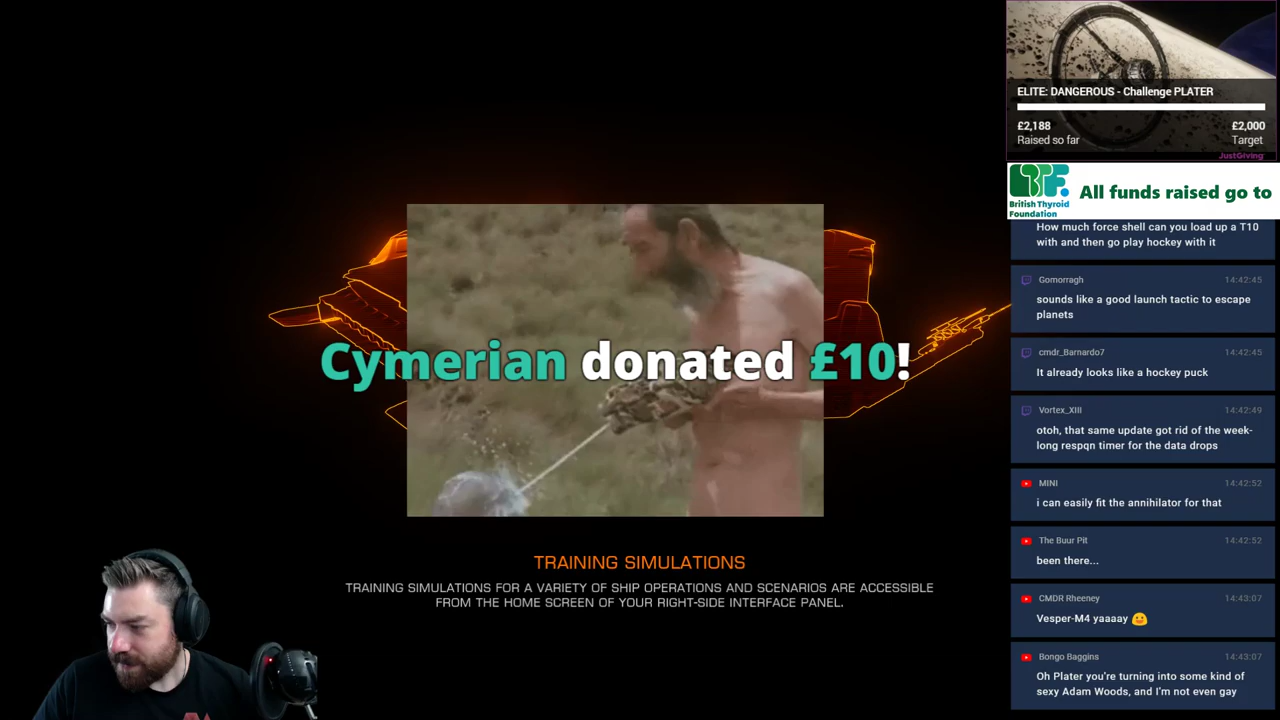 ELITE: DANGEROUS - Challenge PLATER
£2,188
£2,000
Raised so far
Target
JustGiving
BTF
British Thyroid
Foundation
All funds raised go to
How much force shell can you load up a T10
with and then go play hockey with it
Gomorragh
14:42:45
sounds like a good launch tactic to escape
planets
cmdr_Barnardo7
14:42:45
It already looks like a hockey puck
Vortex_XIII
14:42:49
otoh, that same update got rid of the week-
long respqn timer for the data drops
MINI
14:42:52
i can easily fit the annihilator for that
The Buur Pit
14:42:52
been there...
CMDR Rheeney
14:43:07
Vesper-M4 yaaaay
Bongo Baggins
14:43:07
Oh Plater you're turning into some kind of
sexy Adam Woods, and I'm not even gay
Cymerian donated £10!
TRAINING SIMULATIONS
TRAINING SIMULATIONS FOR A VARIETY OF SHIP OPERATIONS AND SCENARIOS ARE ACCESSIBLE
FROM THE HOME SCREEN OF YOUR RIGHT-SIDE INTERFACE PANEL.